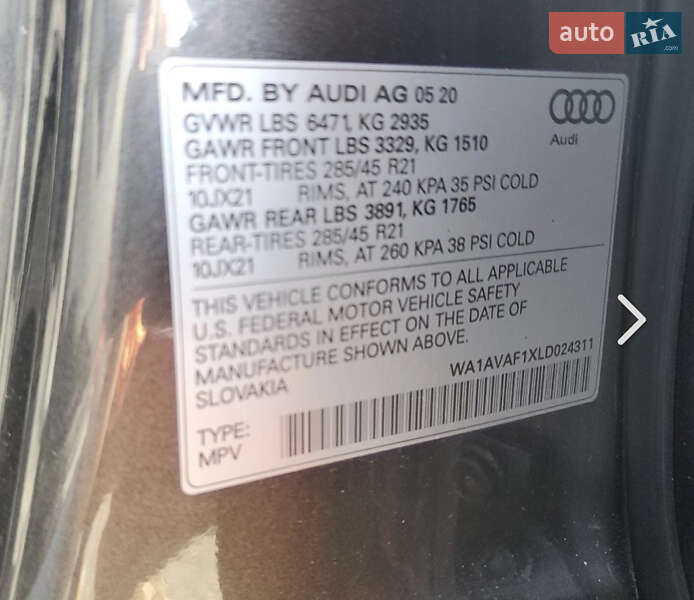 auto RIA.com
MFD. BY AUDI AG 05 20
GVWR LBS 6471, KG 2935
GAWR FRONT LBS 3329, KG 1510
FRONT-TIRES 285/45 R21
10JX21 RIMS, AT 240 KPA 35 PSI COLD
GAWR REAR LBS 3891, KG 1765
REAR-TIRES 285/45 R21
10JX21 RIMS, AT 260 KPA 38 PSI COLD
Audi
THIS VEHICLE CONFORMS TO ALL APPLICABLE
U.S. FEDERAL MOTOR VEHICLE SAFETY
STANDARDS IN EFFECT ON THE DATE OF
MANUFACTURE SHOWN ABOVE.
SLOVAKIA
WA1AVAF1XLD024311
TYPE:
MPV